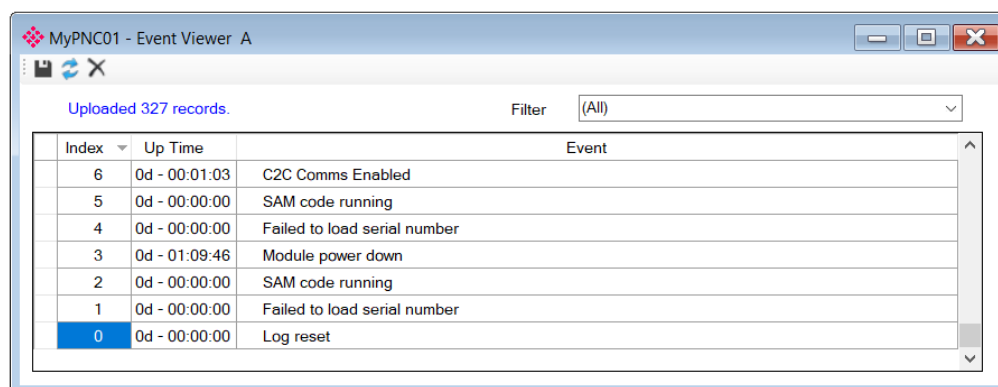 MyPNC01 - Event Viewer A
Uploaded 327 records.
Filter (All)
Index Up Time Event
6 0d - 00:01:03 C2C Comms Enabled
5 0d - 00:00:00 SAM code running
4 0d - 00:00:00 Failed to load serial number
3 0d - 01:09:46 Module power down
2 0d - 00:00:00 SAM code running
1 0d - 00:00:00 Failed to load serial number
0 0d - 00:00:00 Log reset